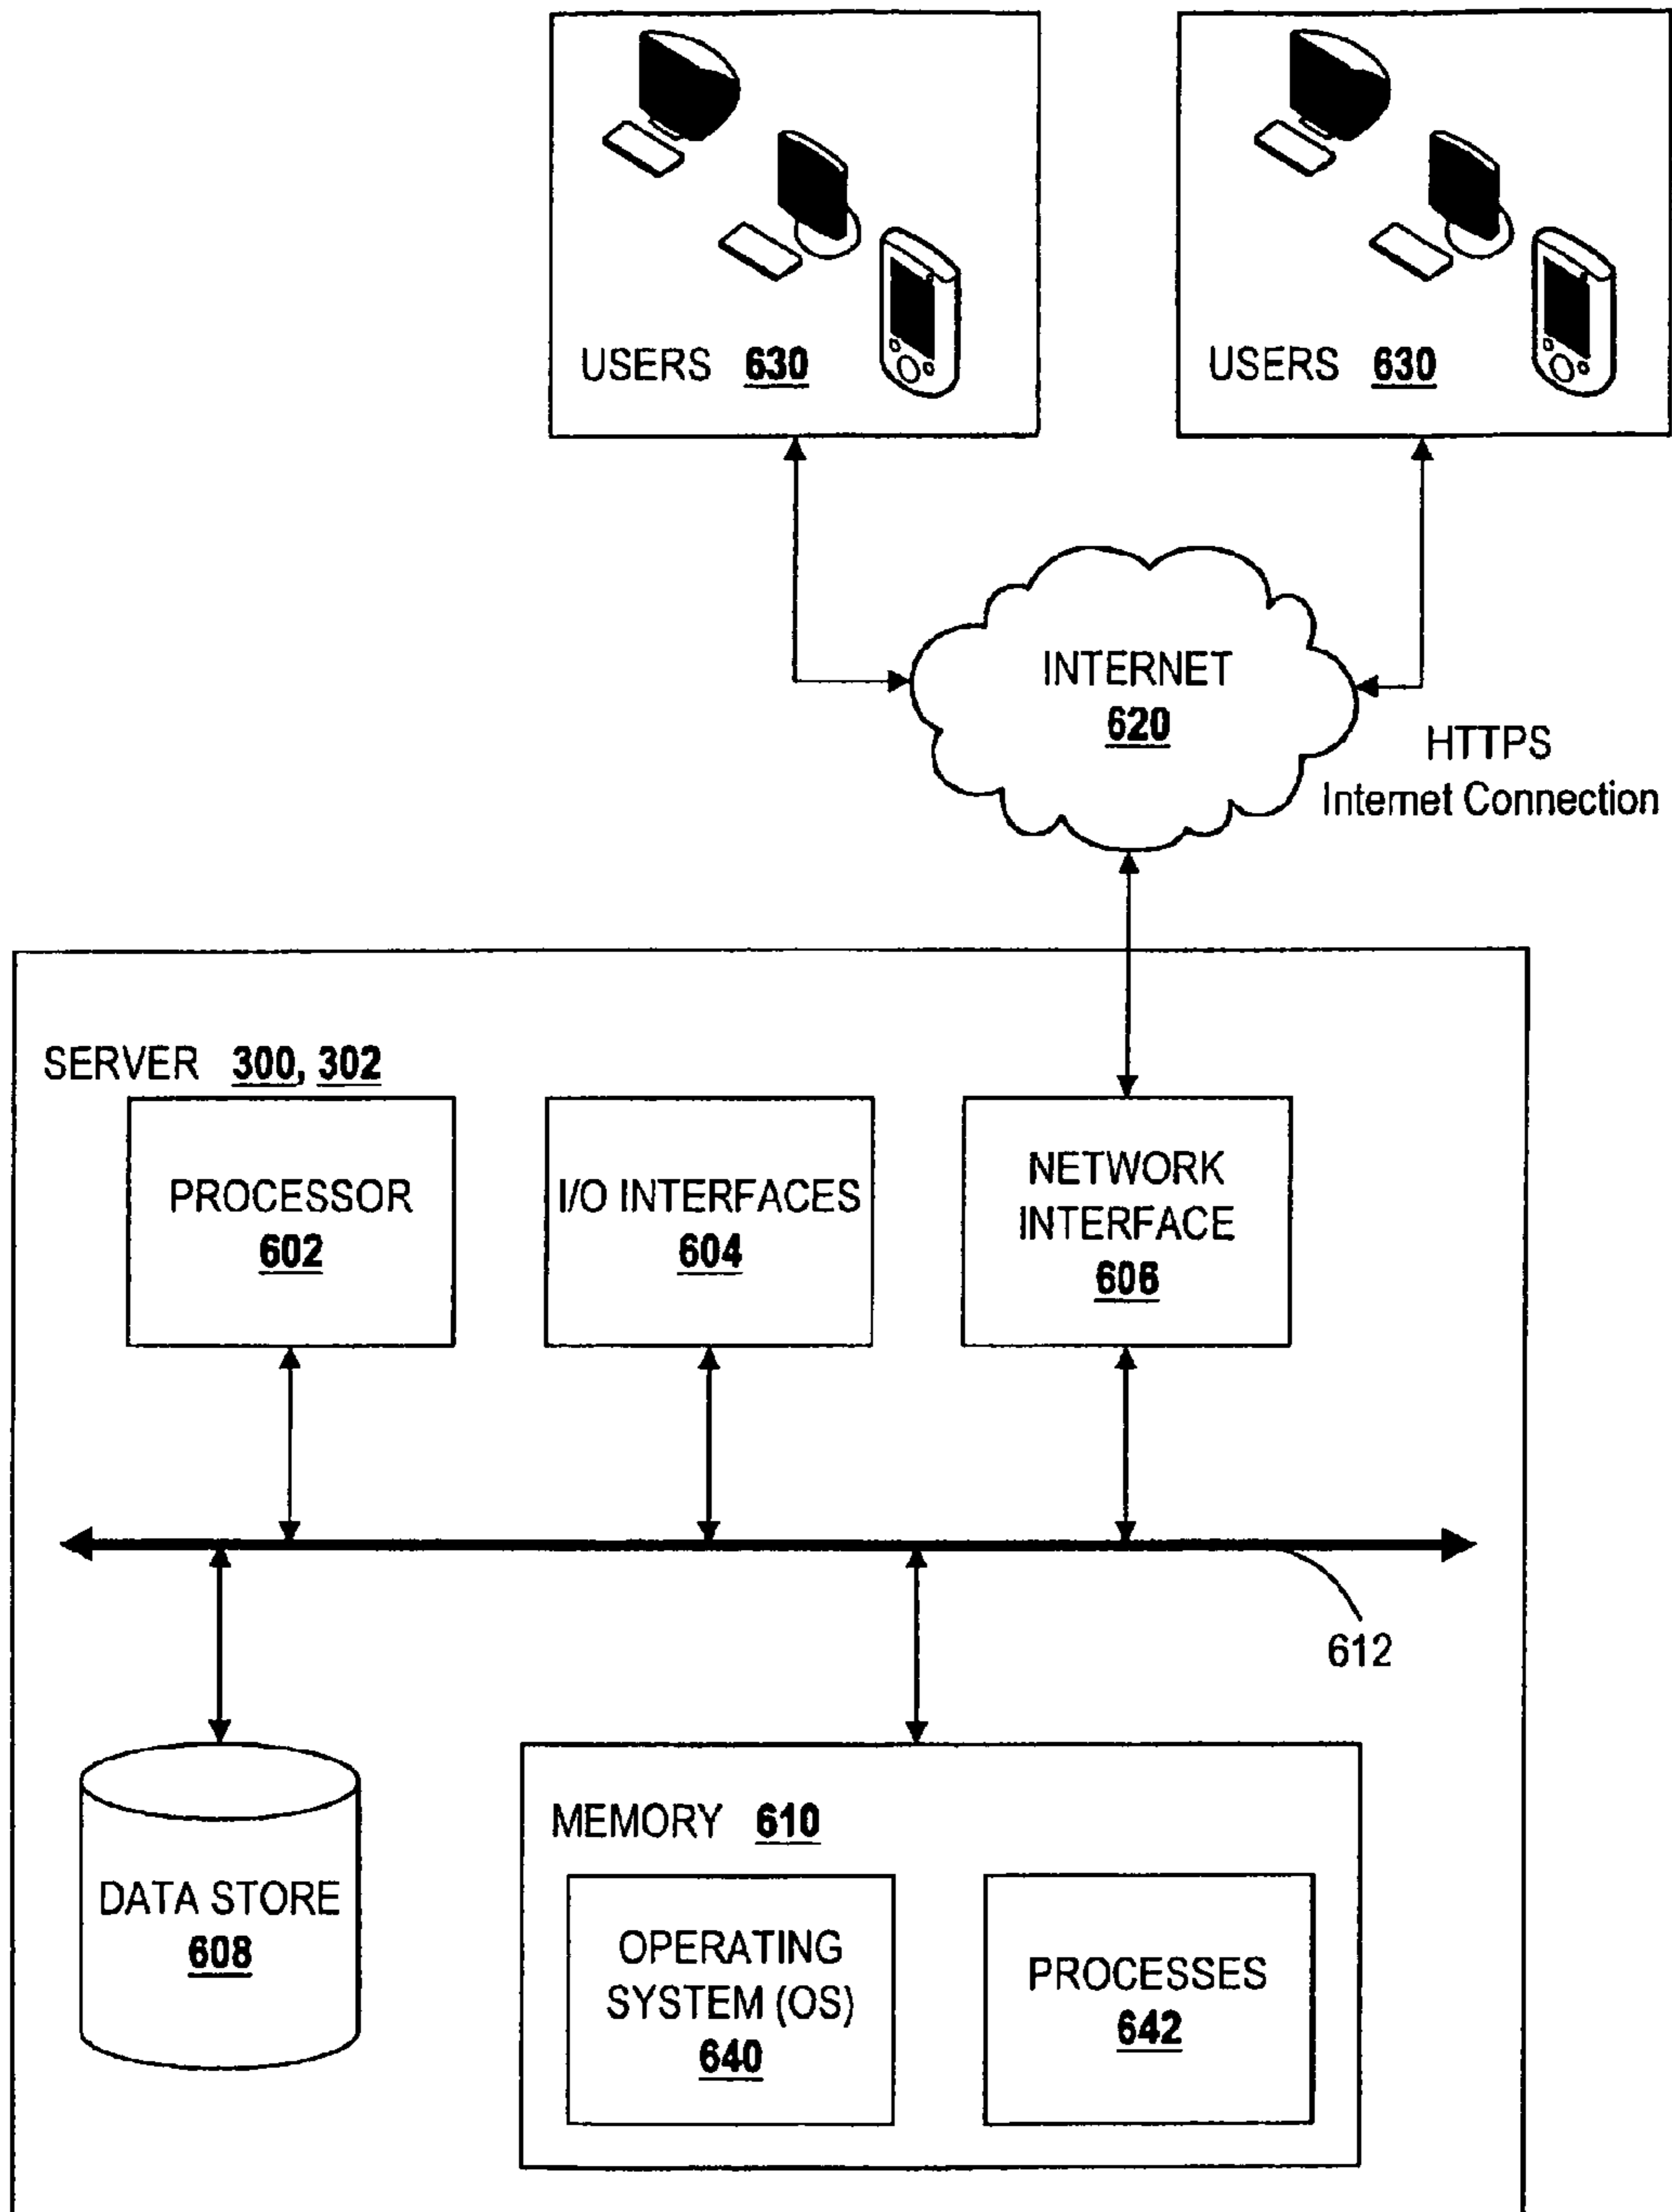 USERS 630
USERS 630
INTERNET
620
HTTPS
Internet Connection
SERVER 300, 302
PROCESSOR
602
I/O INTERFACES
604
NETWORK
INTERFACE
606
612
DATA STORE
608
MEMORY 610
OPERATING
SYSTEM (OS)
640
PROCESSES
642